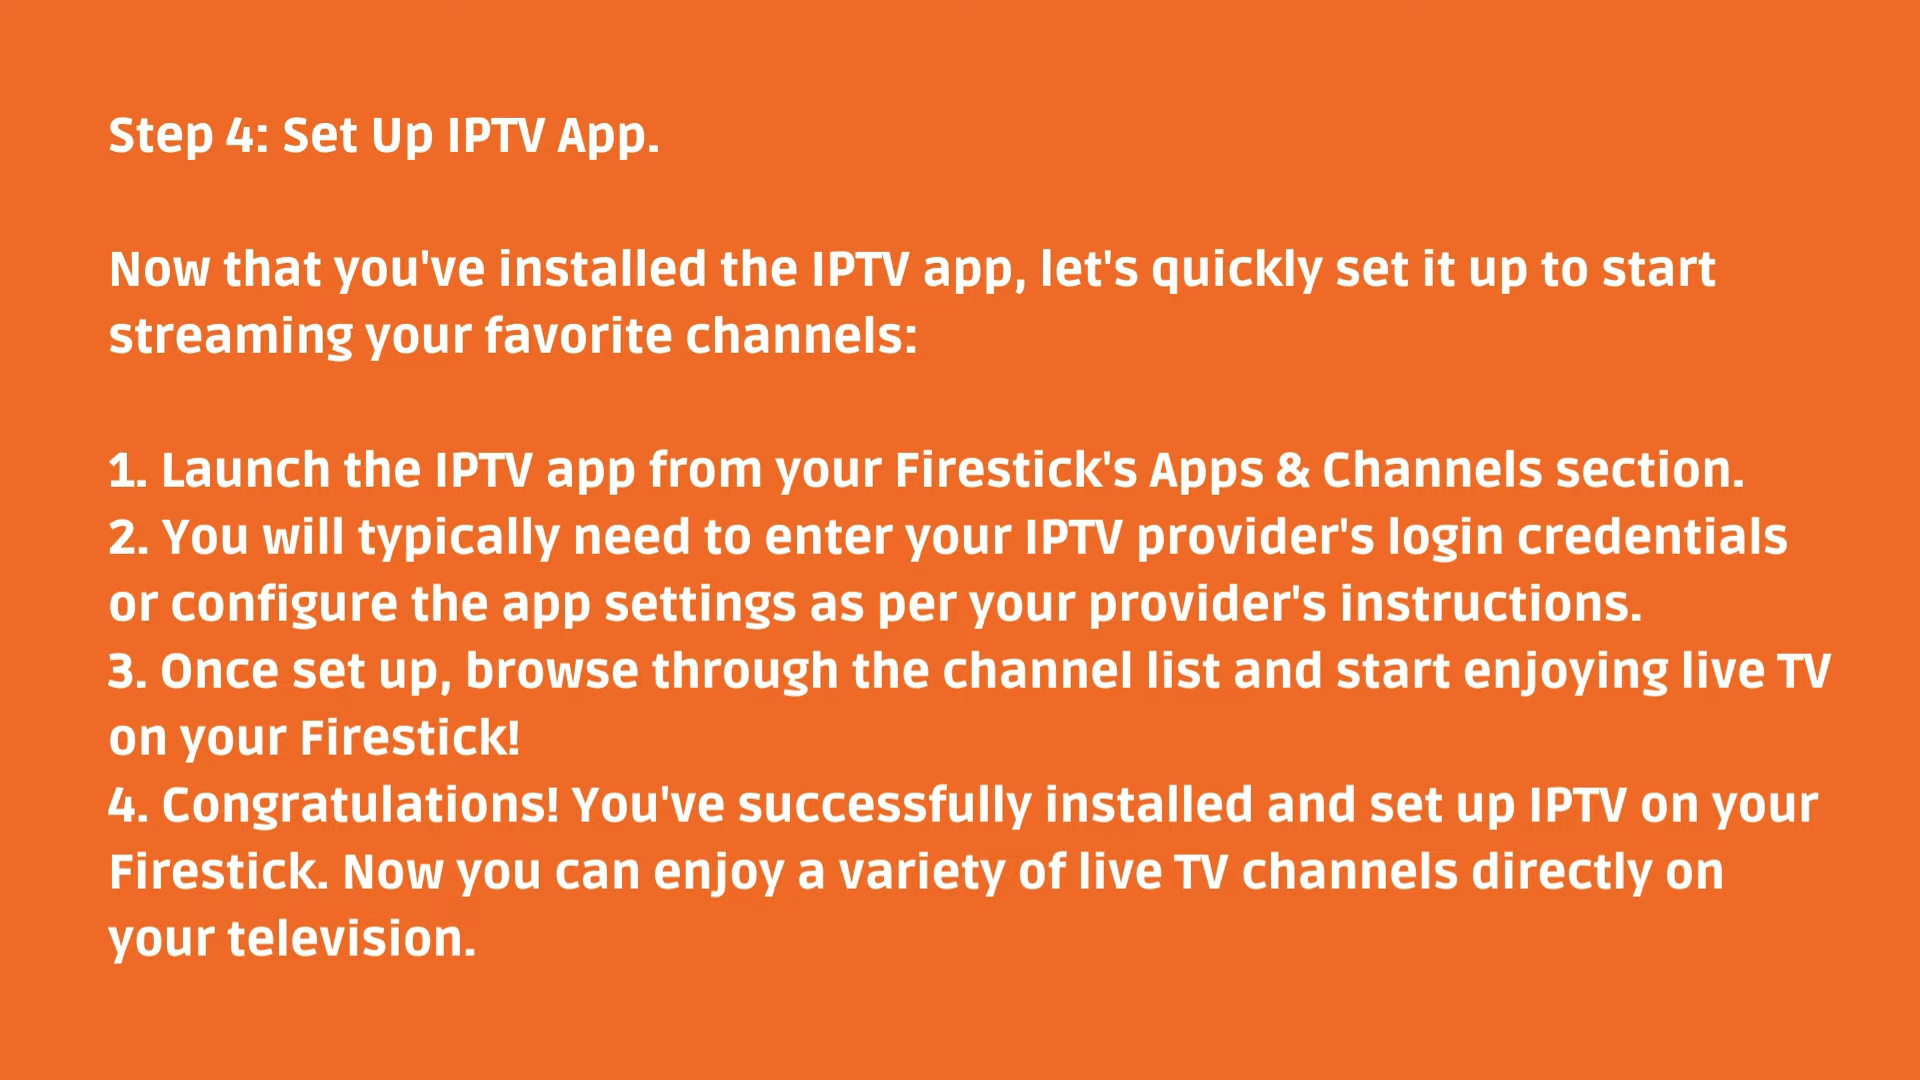 Step 4: Set Up IPTV App.
Now that you've installed the IPTV app, let's quickly set it up to start
streaming your favorite channels:
1. Launch the IPTV app from your Firestick's Apps & Channels section.
2. You will typically need to enter your IPTV provider's login credentials
or configure the app settings as per your provider's instructions.
3. Once set up, browse through the channel list and start enjoying live TV
on your Firestick!
4. Congratulations! You've successfully installed and set up IPTV on your
Firestick. Now you can enjoy a variety of live TV channels directly on
your television.